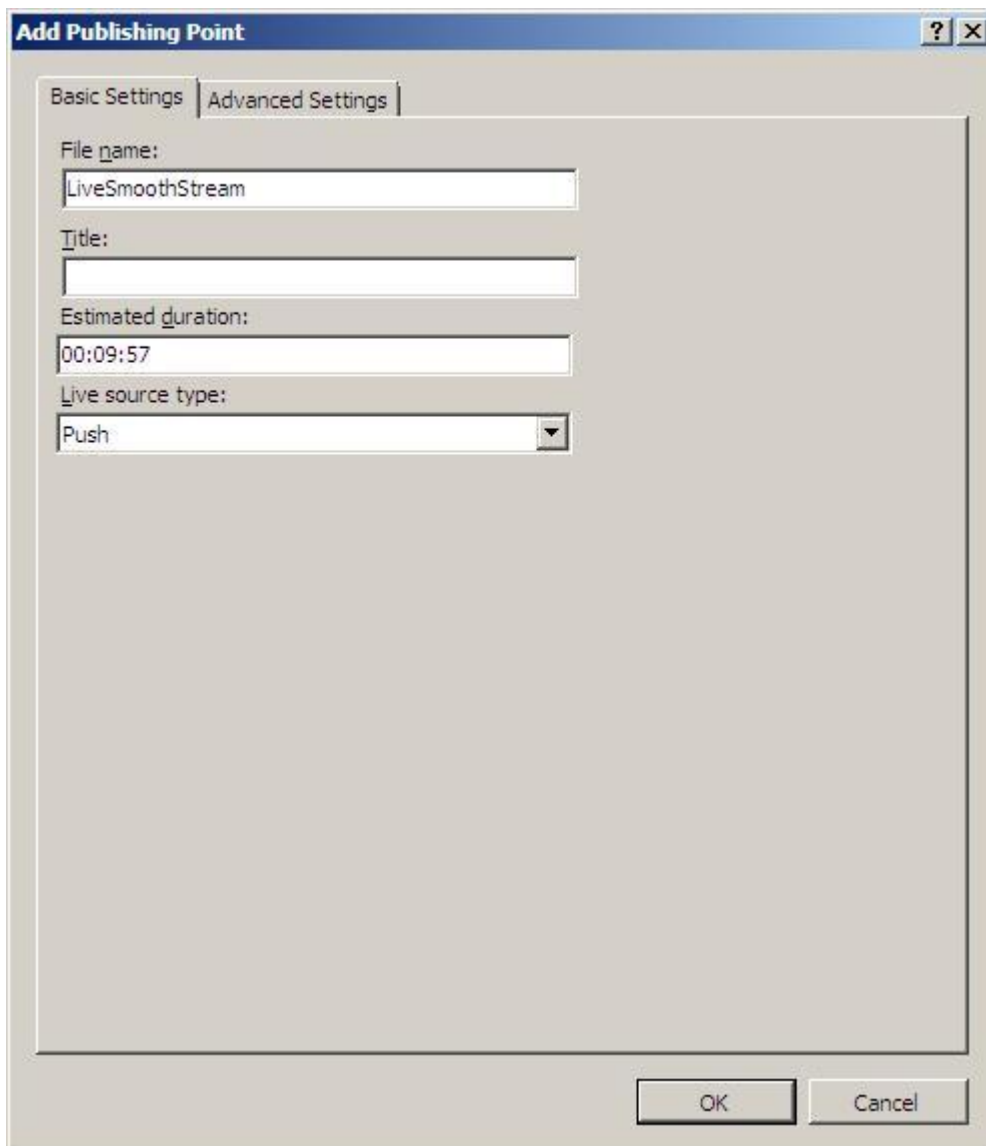 Add Publishing Point
Basic Settings Advanced Settings
File name:
LiveSmoothStream
Title:
Estimated duration:
00:09:57
Live source type:
Push
OK Cancel